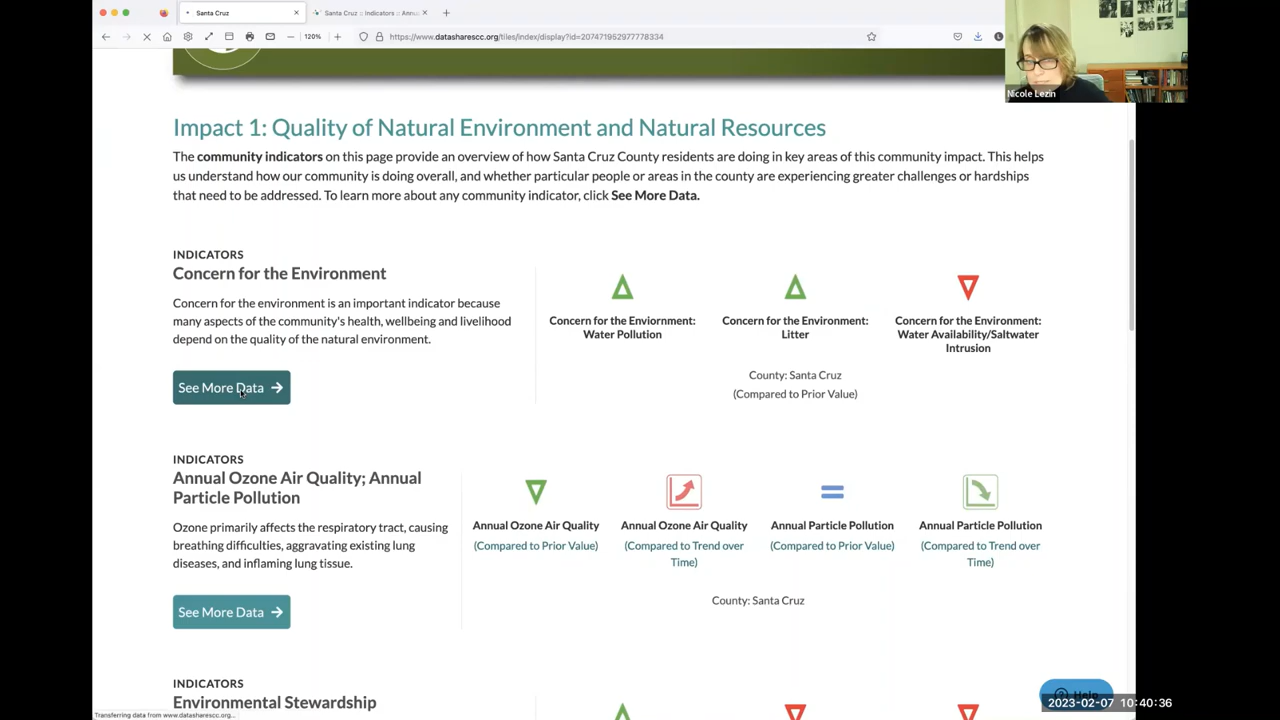 Santa Cruz
Santa Cruz :: Indicators :: Annu
120%
https://www.datasharescc.org/tiles/index/display?id=207471952977778334
Nicole Lezin
Impact 1: Quality of Natural Environment and Natural Resources
The community indicators on this page provide an overview of how Santa Cruz County residents are doing in key areas of this community impact. This helps
us understand how our community is doing overall, and whether particular people or areas in the county are experiencing greater challenges or hardships
that need to be addressed. To learn more about any community indicator, click See More Data.
INDICATORS
Concern for the Environment
Concern for the environment is an important indicator because
many aspects of the community's health, wellbeing and livelihood
depend on the quality of the natural environment.
See More Data
Concern for the Enviornment:
Water Pollution
Concern for the Environment:
Litter
Concern for the Environment:
Water Availability/Saltwater
Intrusion
County: Santa Cruz
(Compared to Prior Value)
INDICATORS
Annual Ozone Air Quality; Annual
Particle Pollution
Ozone primarily affects the respiratory tract, causing
breathing difficulties, aggravating existing lung
diseases, and inflaming lung tissue.
See More Data
Annual Ozone Air Quality
(Compared to Prior Value)
Annual Ozone Air Quality
(Compared to Trend over
Time)
Annual Particle Pollution
(Compared to Prior Value)
Annual Particle Pollution
(Compared to Trend over
Time)
County: Santa Cruz
INDICATORS
Environmental Stewardship
Help
2023-02-07 10:40:36
Transferring data from www.datasharescc.org...